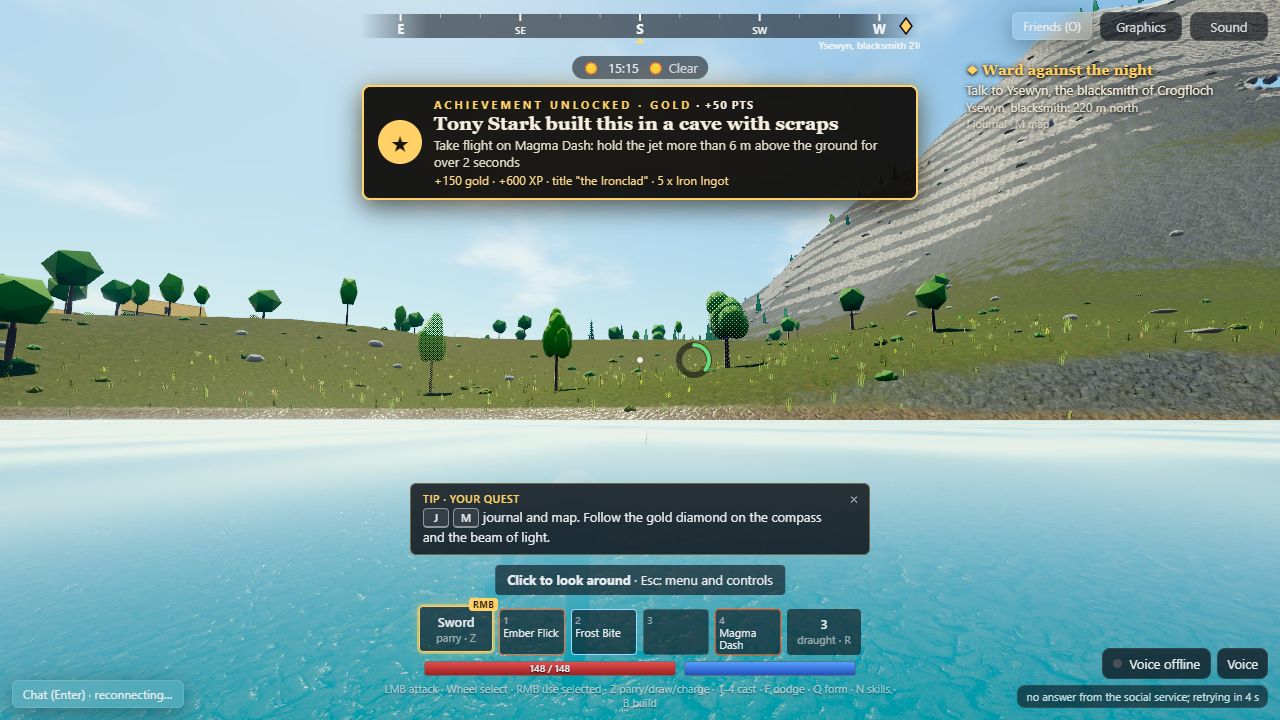 E SE S SW W
Ysewyn, blacksmith 21
Friends (O) Graphics Sound
15:15 Clear
ACHIEVEMENT UNLOCKED · GOLD · +50 PTS
Tony Stark built this in a cave with scraps
Take flight on Magma Dash: hold the jet more than 6 m above the ground for
over 2 seconds
+150 gold · +600 XP · title "the Ironclad" · 5 x Iron Ingot
Ward against the night
Talk to Ysewyn, the blacksmith of Crogfloch
Ysewyn, blacksmith: 220 m north
J journal · M map
TIP · YOUR QUEST ×
J M journal and map. Follow the gold diamond on the compass
and the beam of light.
Click to look around · Esc: menu and controls
RMB
Sword
parry · Z
1
Ember Flick
2
Frost Bite
3
4
Magma
Dash
3
draught · R
148 / 148
LMB attack · Wheel select · RMB use selected · Z parry/draw/charge · 1-4 cast · F dodge · Q form · N skills ·
B build
Chat (Enter) · reconnecting...
Voice offline Voice
no answer from the social service; retrying in 4 s